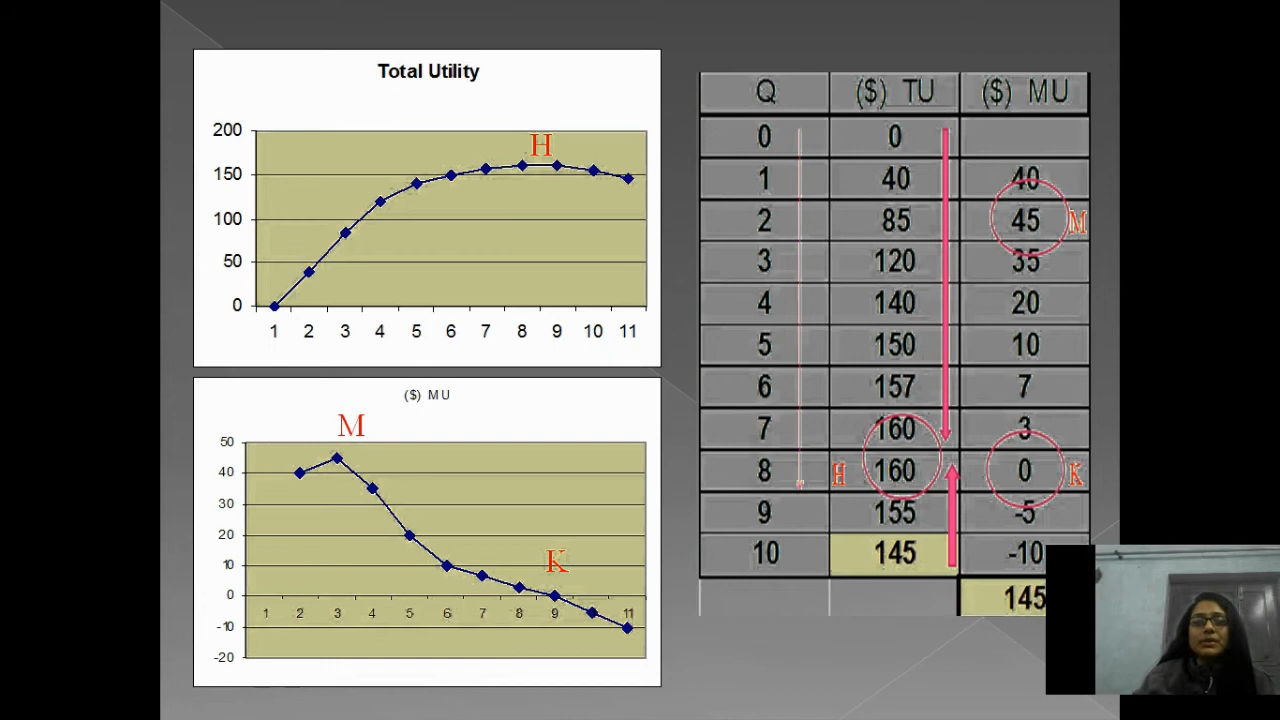 Total Utility
200
H
150
100
50
0
1 2 3 4 5 6 7 8 9 10 11
($) MU
M
50
40
30
20
10
K
0
1 2 3 4 5 6 7 8 9 11
-10
-20
Q ($) TU ($) MU
0 0
1 40 40
2 85 45 M
3 120 35
4 140 20
5 150 10
6 157 7
7 160 3
8 H 160 0 K
9 155 -5
10 145 -10
145